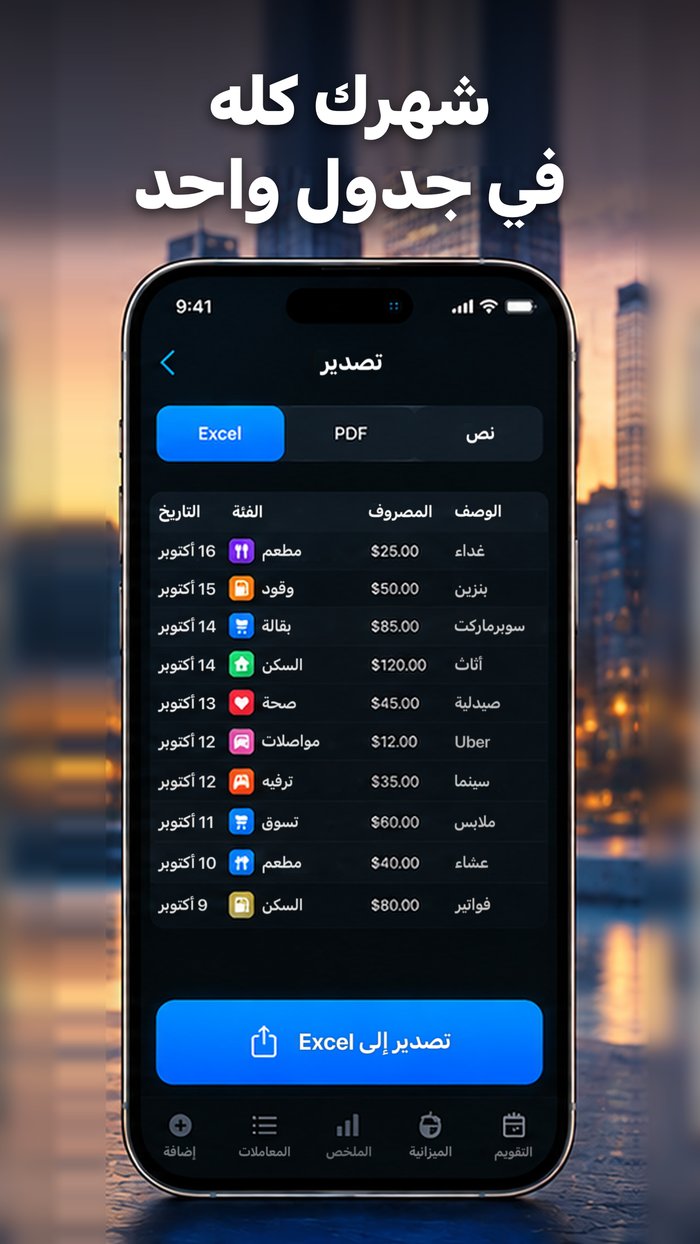 شهرك كله
في جدول واحد
9:41
تصدير
Excel PDF نص
التاريخ الفئة المصروف الوصف
16 أكتوبر مطعم $25.00 غداء
15 أكتوبر وقود $50.00 بنزين
14 أكتوبر بقالة $85.00 سوبرماركت
14 أكتوبر السكن $120.00 أثاث
13 أكتوبر صحة $45.00 صيدلية
12 أكتوبر مواصلات $12.00 Uber
12 أكتوبر ترفيه $35.00 سينما
11 أكتوبر تسوق $60.00 ملابس
10 أكتوبر مطعم $40.00 عشاء
9 أكتوبر السكن $80.00 فواتير
تصدير إلى Excel
إضافة المعاملات الملخص الميزانية التقويم